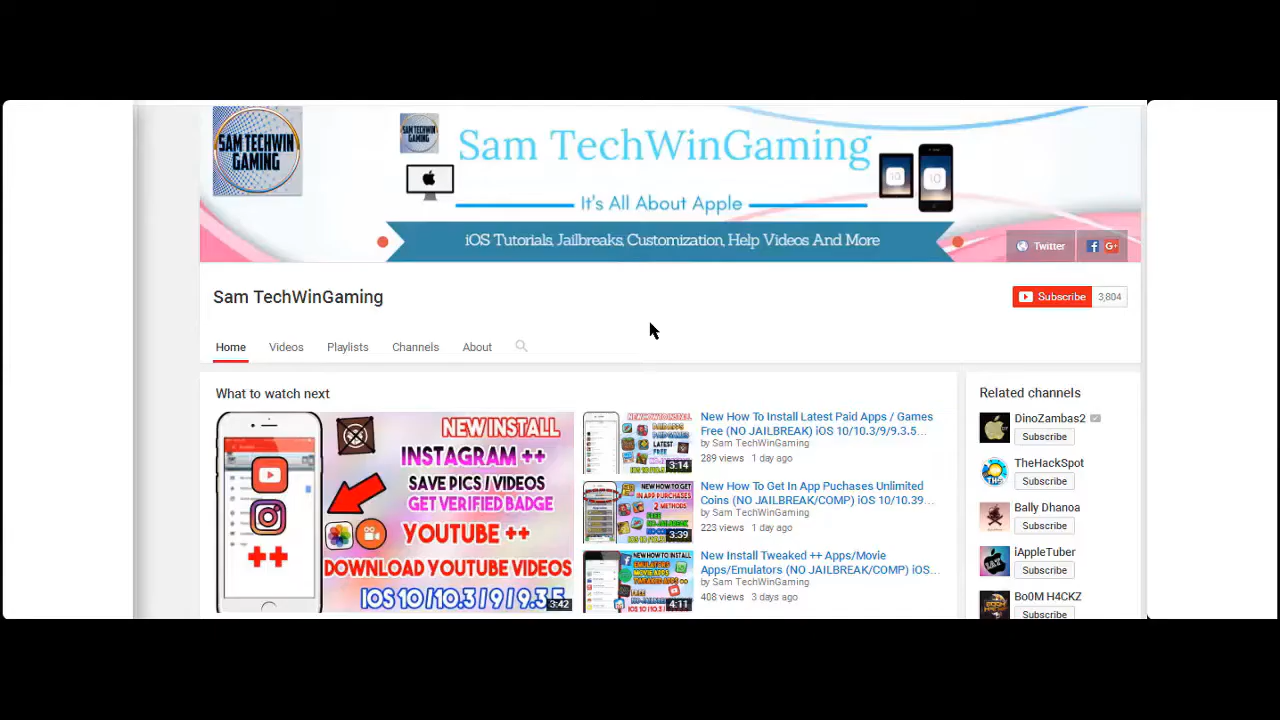 SAM TECHWIN
GAMING
SAM TECHWIN
GAMING
Sam TechWinGaming
It's All About Apple
10
10
iOS Tutorials, Jailbreaks, Customization, Help Videos And More
Twitter
G+
Sam TechWinGaming
Subscribe 3,804
Home Videos Playlists Channels About
What to watch next
NEW INSTALL
INSTAGRAM ++
SAVE PICS / VIDEOS
GET VERIFIED BADGE
YOUTUBE ++
DOWNLOAD YOUTUBE VIDEOS
IOS 10 / 10.3 / 9 / 9.3.5
++
3:42
New How To Install Latest Paid Apps / Games
Free (NO JAILBREAK) iOS 10/10.3/9/9.3.5...
by Sam TechWinGaming
289 views 1 day ago
3:14
New How To Get In App Puchases Unlimited
Coins (NO JAILBREAK/COMP) iOS 10/10.39...
by Sam TechWinGaming
223 views 1 day ago
3:39
New Install Tweaked ++ Apps/Movie
Apps/Emulators (NO JAILBREAK/COMP) iOS...
by Sam TechWinGaming
408 views 3 days ago
4:11
Related channels
DinoZambas2
Subscribe
TheHackSpot
Subscribe
Bally Dhanoa
Subscribe
iAppleTuber
Subscribe
Bo0M H4CKZ
Subscribe